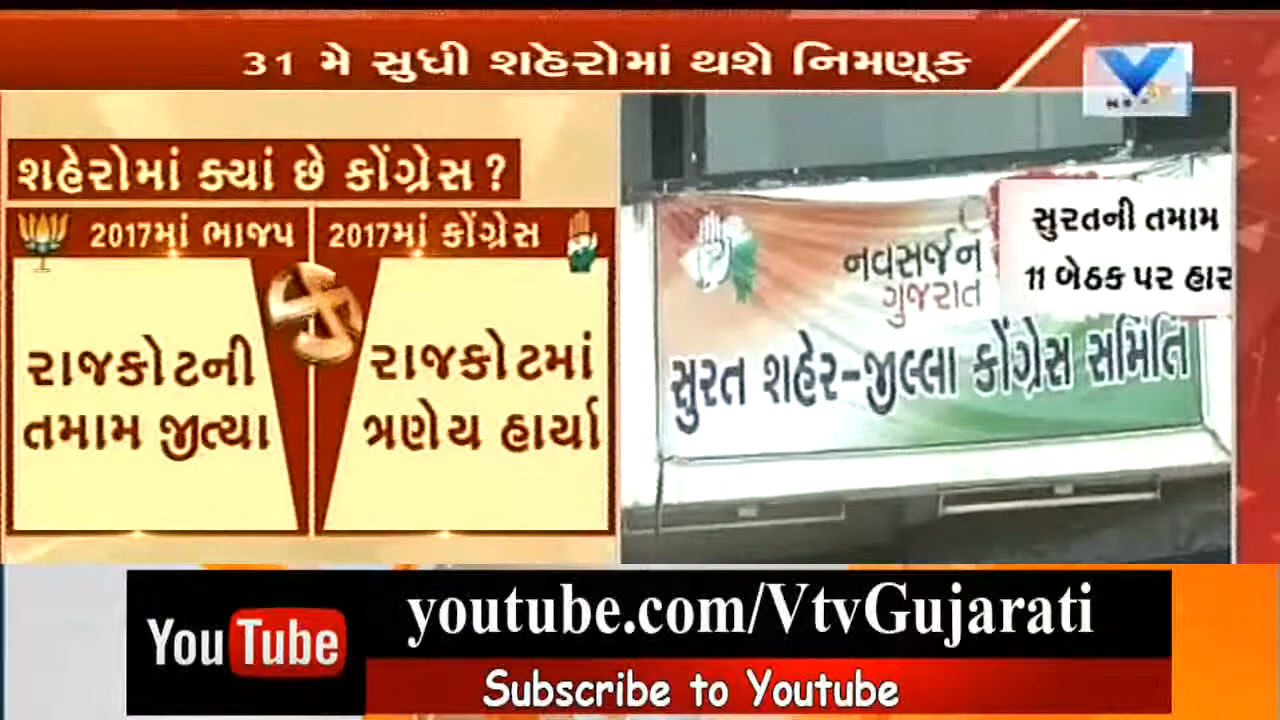 31 મે સુધી શહેરોમાં થશે નિમણૂક
શહેરોમાં ક્યાં છે કોંગ્રેસ?
2017માં ભાજપ
2017માં કોંગ્રેસ
રાજકોટની
તમામ જીત્યા
રાજકોટમાં
ત્રણેય હાર્યા
સુરતની તમામ
11 બેઠક પર હાર
નવસર્જન
ગુજરાત
સુરત શહેર-જીલ્લા કોંગ્રેસ સમિતિ
YouTube
youtube.com/VtvGujarati
Subscribe to Youtube